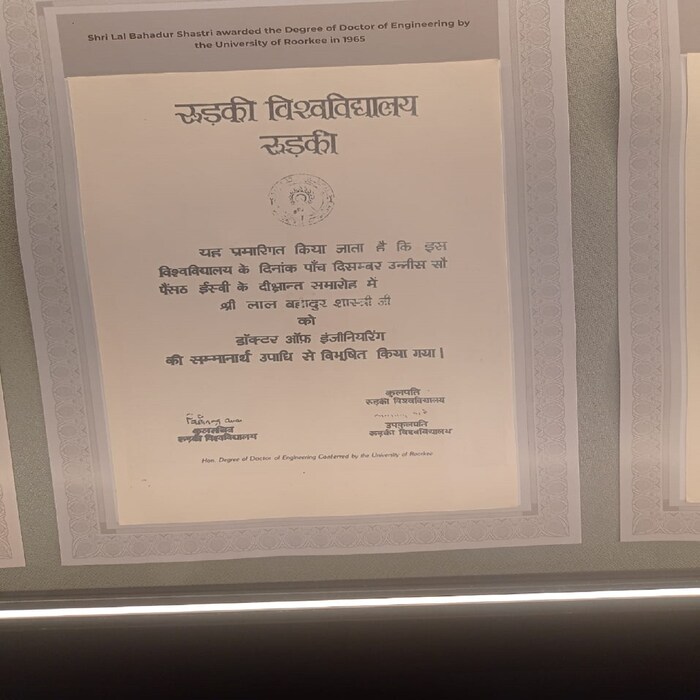 Shri Lal Bahadur Shastri awarded the Degree of Doctor of Engineering by
the University of Roorkee in 1965
रुड़की विश्वविद्यालय
रुड़की
यह प्रमाणित किया जाता है कि इस
विश्वविद्यालय के दिनांक पाँच दिसम्बर उन्नीस सौ
पैंसठ ईस्वी के दीक्षान्त समारोह में
श्री लाल बहादुर शास्त्री जी
को
डॉक्टर ऑफ़ इंजीनियरिंग
की सम्मानार्थ उपाधि से विभूषित किया गया।
कुलपति
रुड़की विश्वविद्यालय
कुलसचिव
रुड़की विश्वविद्यालय
उपकुलपति
रुड़की विश्वविद्यालय
Hon. Degree of Doctor of Engineering Conferred by the University of Roorkee